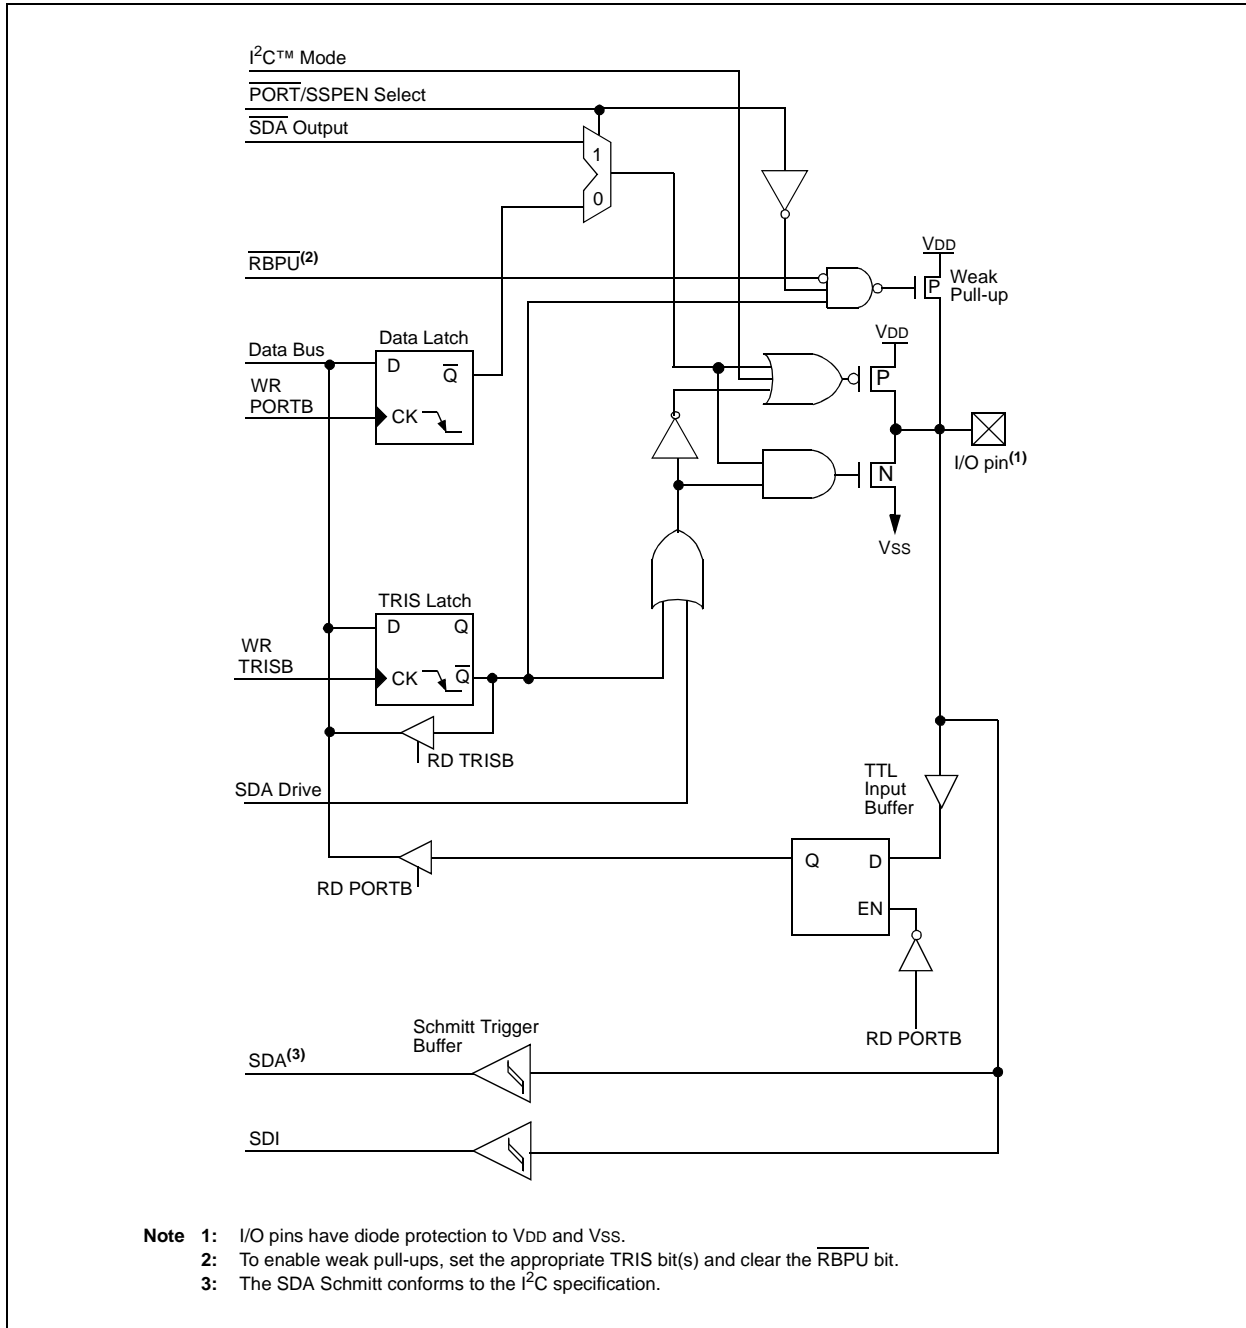 I²C™ Mode
P̅O̅R̅T̅/SSPEN Select
S̅D̅A̅ Output
1
0
R̅B̅P̅U̅(2)
VDD
P
Weak
Pull-up
Data Latch
Data Bus
D
Q̅
WR
PORTB
CK
VDD
P
I/O pin(1)
N
VSS
TRIS Latch
D
Q
WR
TRISB
CK
Q̅
RD TRISB
SDA Drive
TTL
Input
Buffer
Q
D
EN
RD PORTB
RD PORTB
Schmitt Trigger
Buffer
SDA(3)
SDI
Note 1: I/O pins have diode protection to VDD and VSS.
2: To enable weak pull-ups, set the appropriate TRIS bit(s) and clear the R̅B̅P̅U̅ bit.
3: The SDA Schmitt conforms to the I²C specification.